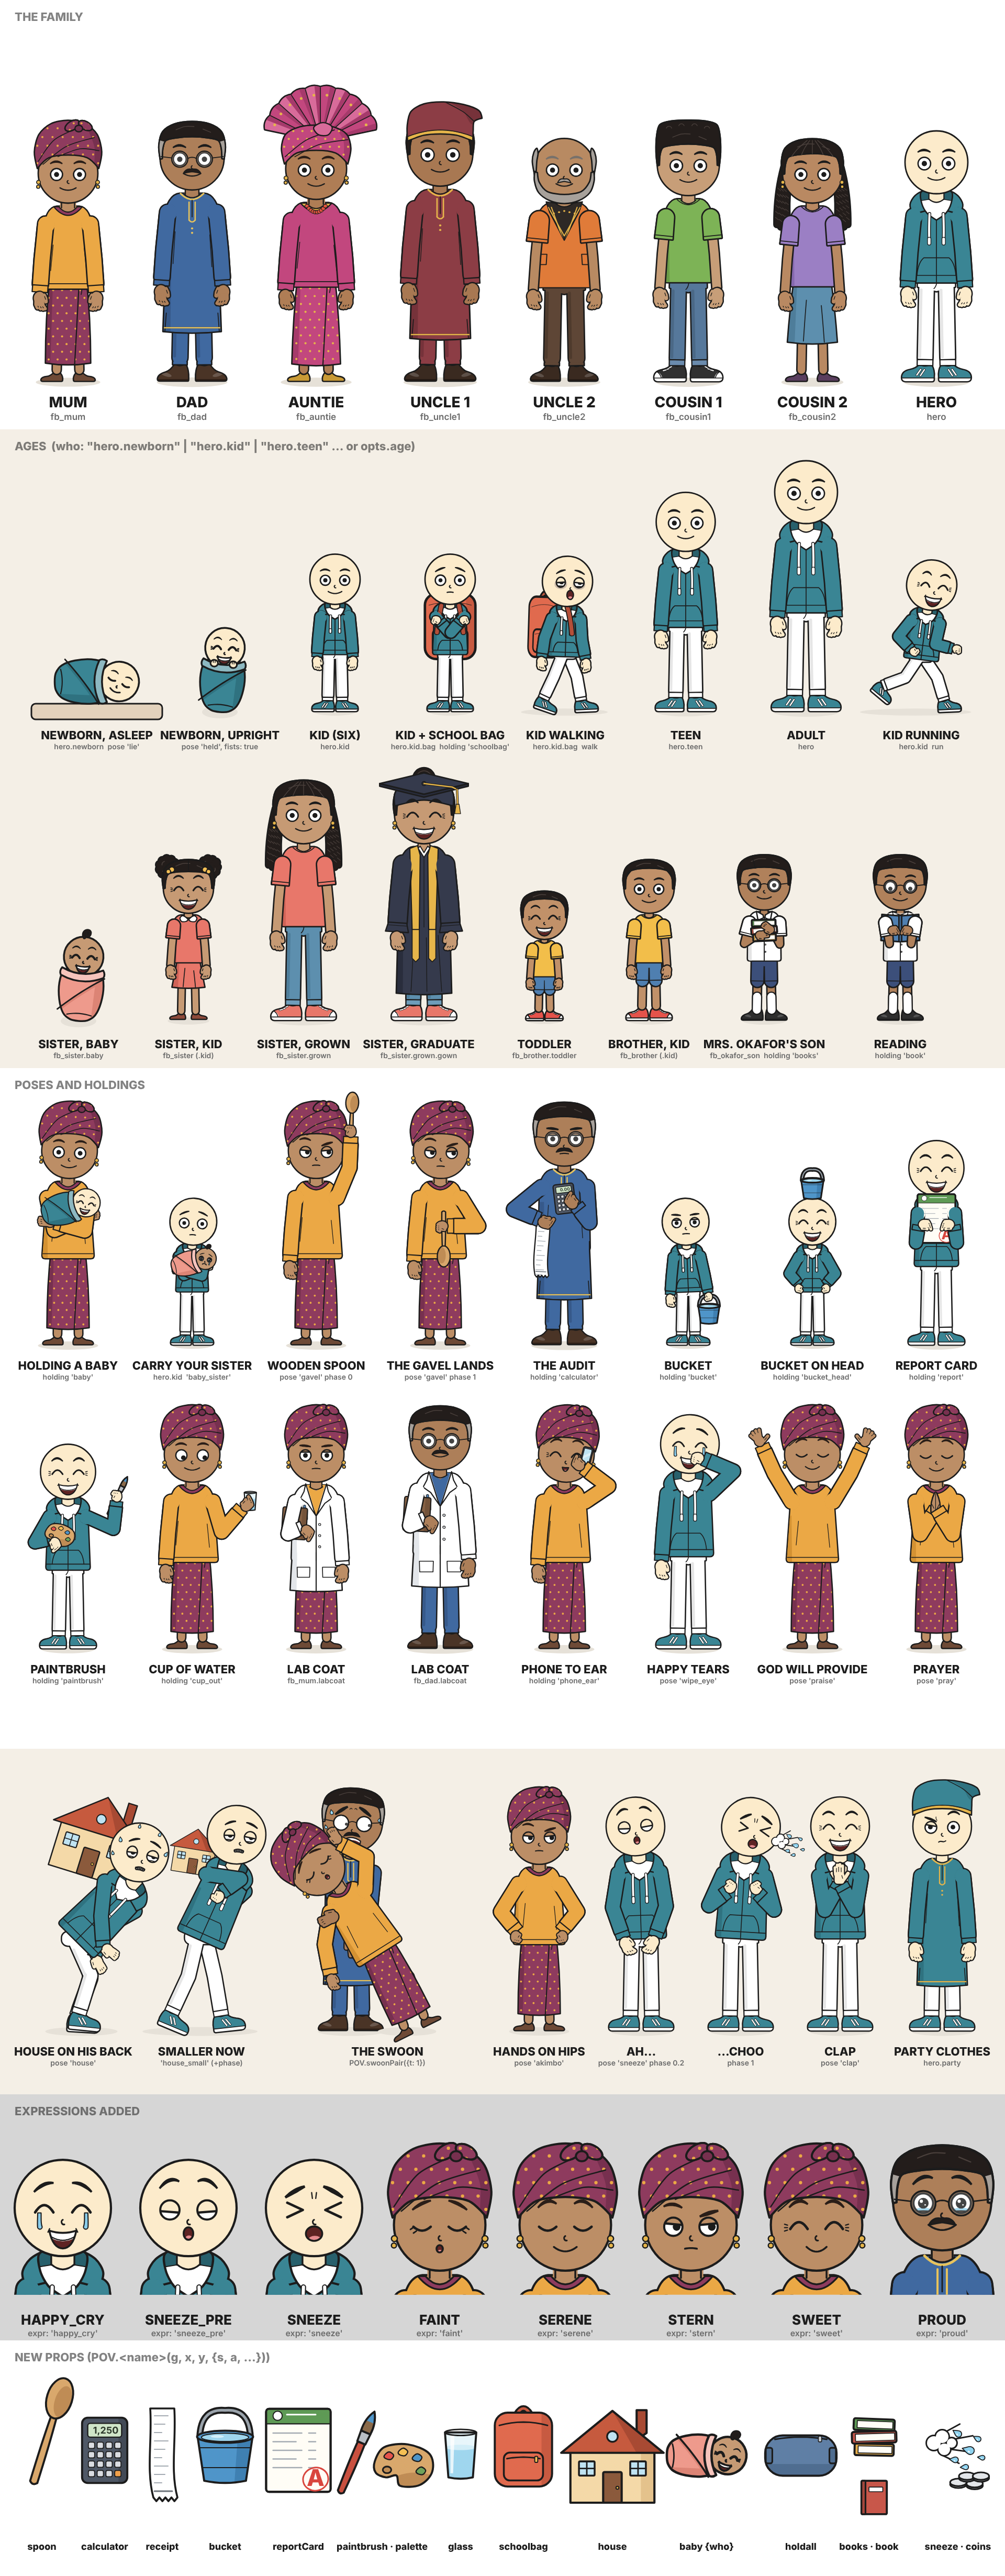 THE FAMILY
MUM DAD AUNTIE UNCLE 1 UNCLE 2 COUSIN 1 COUSIN 2 HERO
fb_mum fb_dad fb_auntie fb_uncle1 fb_uncle2 fb_cousin1 fb_cousin2 hero
AGES (who: "hero.newborn" | "hero.kid" | "hero.teen" ... or opts.age)
NEWBORN, ASLEEP NEWBORN, UPRIGHT KID (SIX) KID + SCHOOL BAG KID WALKING TEEN ADULT KID RUNNING
hero.newborn pose 'lie' pose 'held', fists: true hero.kid hero.kid.bag holding 'schoolbag' hero.kid.bag walk hero.teen hero hero.kid run
SISTER, BABY SISTER, KID SISTER, GROWN SISTER, GRADUATE TODDLER BROTHER, KID MRS. OKAFOR'S SON READING
fb_sister.baby fb_sister (.kid) fb_sister.grown fb_sister.grown.gown fb_brother.toddler fb_brother (.kid) fb_okafor_son holding 'books' holding 'book'
POSES AND HOLDINGS
0.00
A
HOLDING A BABY CARRY YOUR SISTER WOODEN SPOON THE GAVEL LANDS THE AUDIT BUCKET BUCKET ON HEAD REPORT CARD
holding 'baby' hero.kid 'baby_sister' pose 'gavel' phase 0 pose 'gavel' phase 1 holding 'calculator' holding 'bucket' holding 'bucket_head' holding 'report'
PAINTBRUSH CUP OF WATER LAB COAT LAB COAT PHONE TO EAR HAPPY TEARS GOD WILL PROVIDE PRAYER
holding 'paintbrush' holding 'cup_out' fb_mum.labcoat fb_dad.labcoat holding 'phone_ear' pose 'wipe_eye' pose 'praise' pose 'pray'
HOUSE ON HIS BACK SMALLER NOW THE SWOON HANDS ON HIPS AH... ...CHOO CLAP PARTY CLOTHES
pose 'house' 'house_small' (+phase) POV.swoonPair({t: 1}) pose 'akimbo' pose 'sneeze' phase 0.2 phase 1 pose 'clap' hero.party
EXPRESSIONS ADDED
HAPPY_CRY SNEEZE_PRE SNEEZE FAINT SERENE STERN SWEET PROUD
expr: 'happy_cry' expr: 'sneeze_pre' expr: 'sneeze' expr: 'faint' expr: 'serene' expr: 'stern' expr: 'sweet' expr: 'proud'
NEW PROPS (POV.<name>(g, x, y, {s, a, ...}))
1,250
A
spoon calculator receipt bucket reportCard paintbrush · palette glass schoolbag house baby {who} holdall books · book sneeze · coins